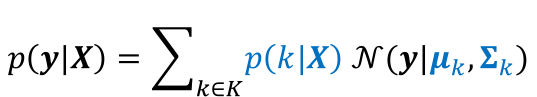 p(y|X) = ∑_{k∈K} p(k|X) 𝒩(y|μ_k, Σ_k)